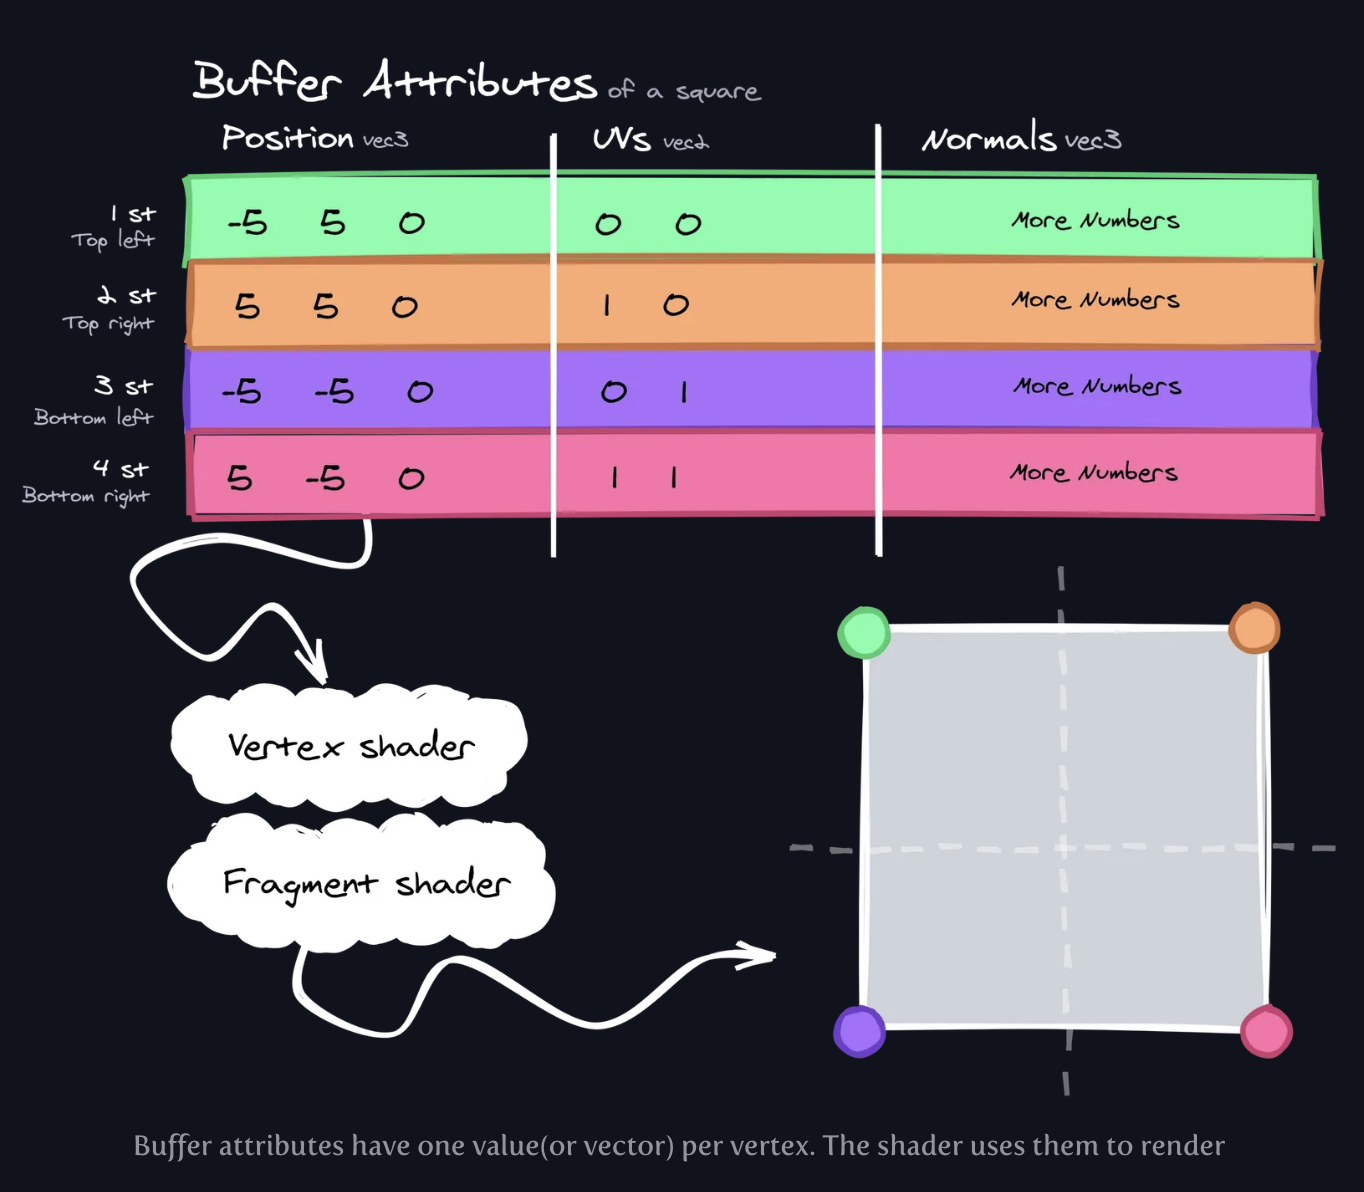 Buffer Attributes of a square
Position vec3 UVs vec2 Normals vec3
1 st -5 5 0 0 0 More Numbers
Top left
2 st 5 5 0 1 0 More Numbers
Top right
3 st -5 -5 0 0 1 More Numbers
Bottom left
4 st 5 -5 0 1 1 More Numbers
Bottom right
Vertex shader
Fragment shader
Buffer attributes have one value(or vector) per vertex. The shader uses them to render